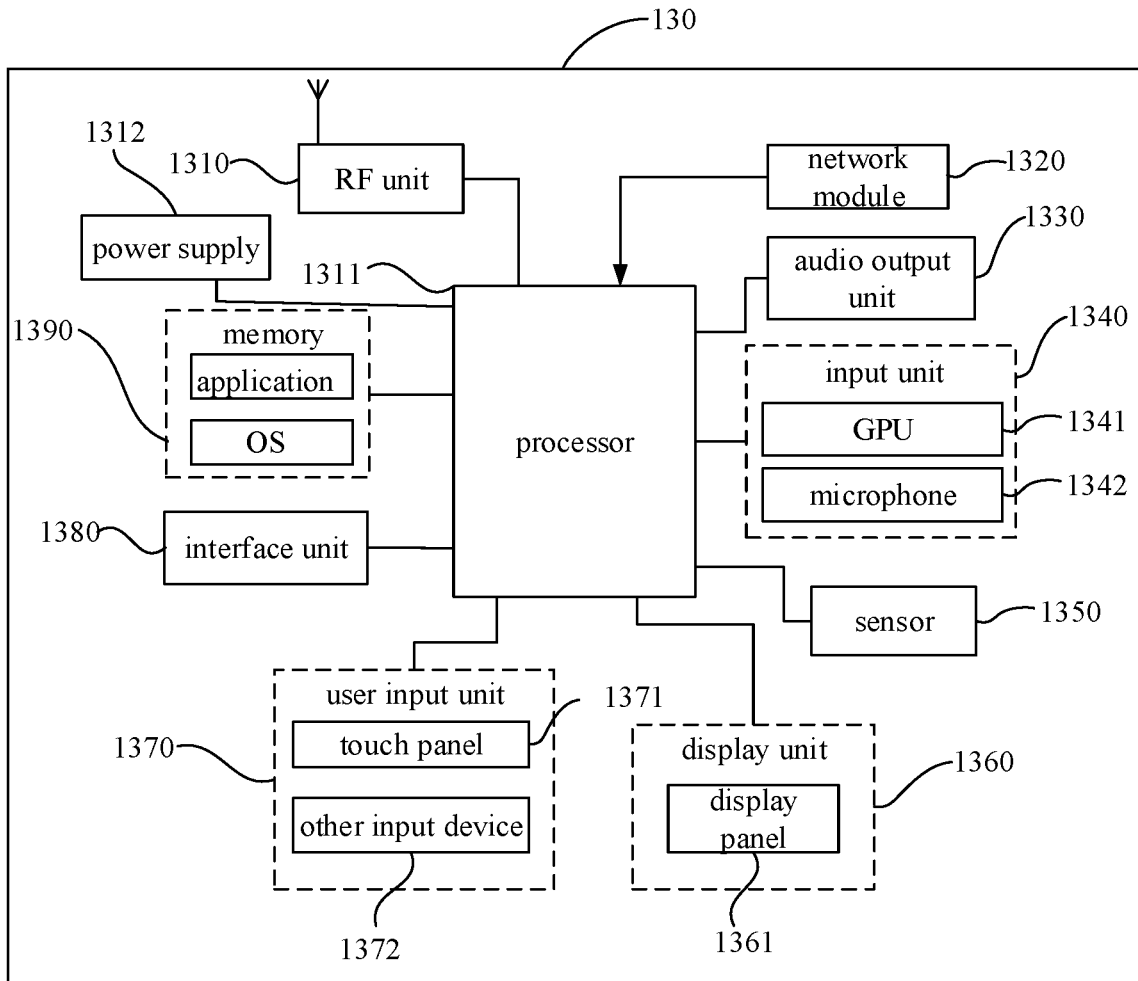 130
1312
1310
RF unit
network
module
1320
power supply
1311
audio output
unit
1330
1390
memory
application
OS
processor
input unit
1340
GPU
1341
microphone
1342
1380
interface unit
sensor
1350
user input unit
1371
touch panel
1370
other input device
1372
display unit
1360
display
panel
1361